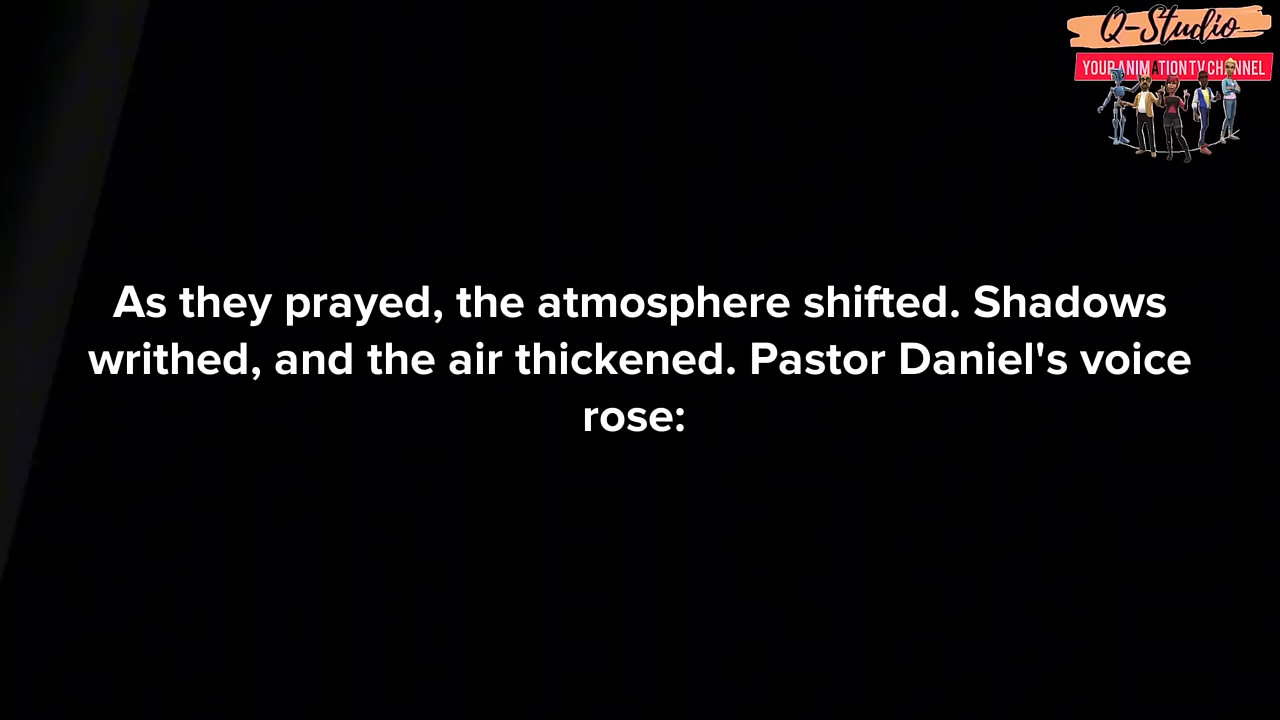 Q-Studio
YOUR ANIMATION TV CHANNEL
As they prayed, the atmosphere shifted. Shadows
writhed, and the air thickened. Pastor Daniel's voice
rose: